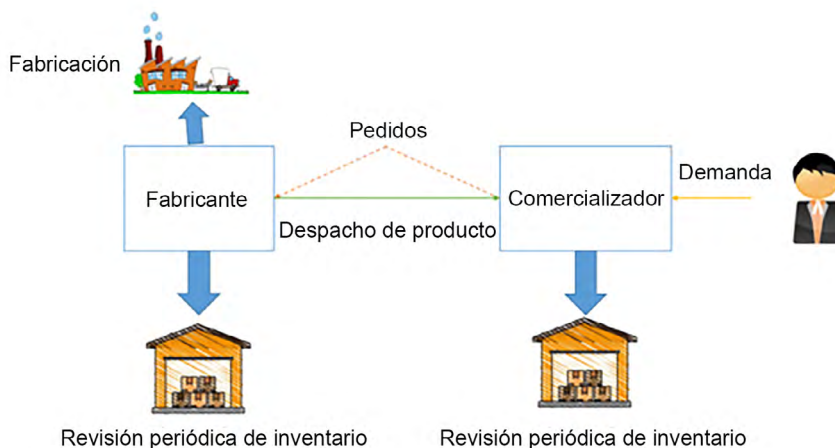 Fabricación
Pedidos
Demanda
Fabricante
Comercializador
Despacho de producto
Revisión periódica de inventario
Revisión periódica de inventario